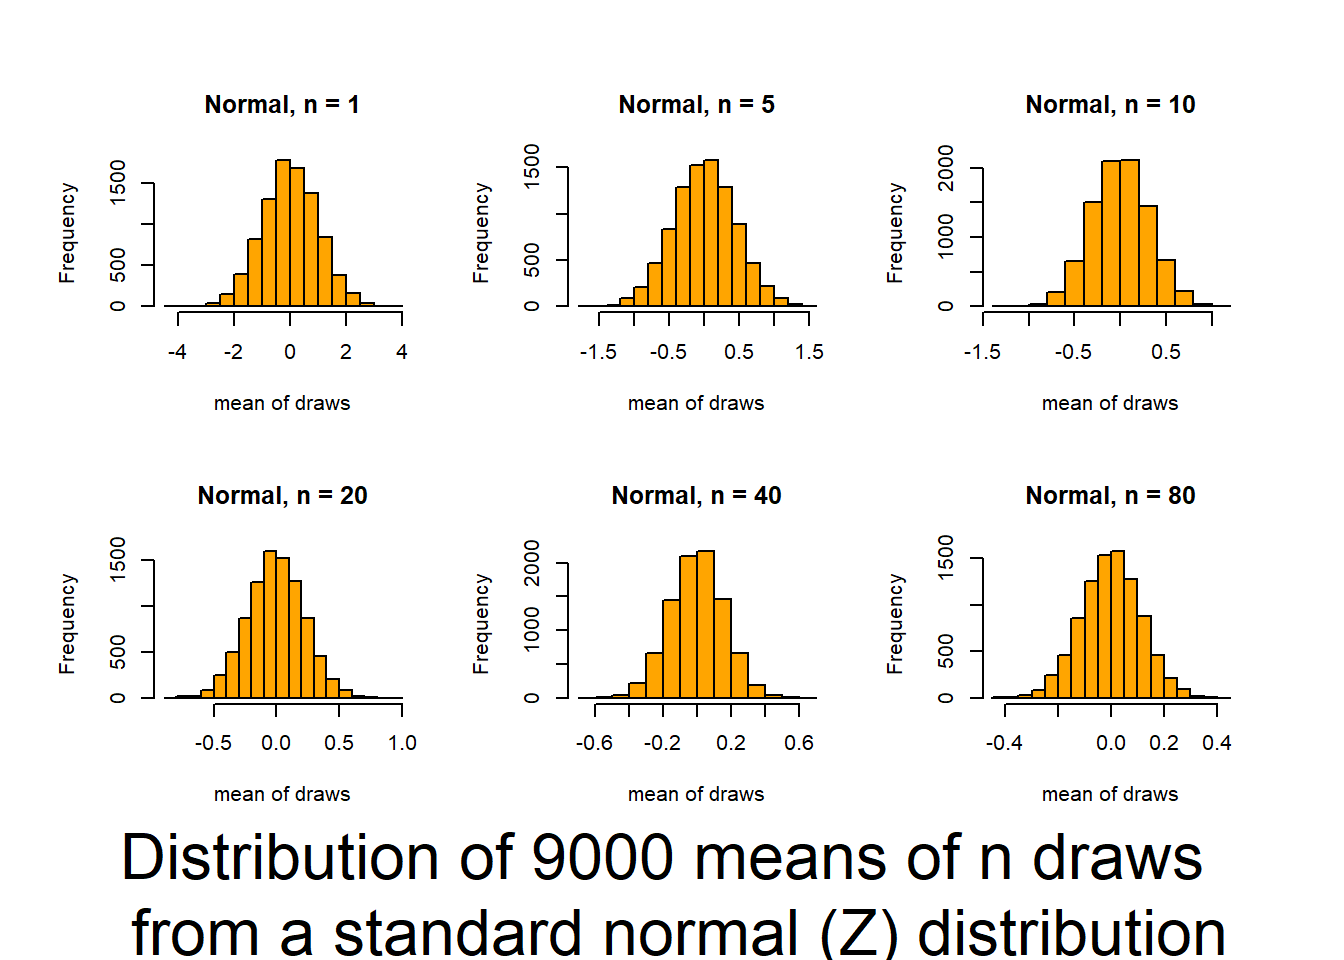 Normal, n = 1
Frequency
0
500
1500
-4
-2
0
2
4
mean of draws
Normal, n = 5
Frequency
0
500
1500
-1.5
-0.5
0.5
1.5
mean of draws
Normal, n = 10
Frequency
0
1000
2000
-1.5
-0.5
0.5
mean of draws
Normal, n = 20
Frequency
0
500
1500
-0.5
0.0
0.5
1.0
mean of draws
Normal, n = 40
Frequency
0
1000
2000
-0.6
-0.2
0.2
0.6
mean of draws
Normal, n = 80
Frequency
0
500
1500
-0.4
0.0
0.2
0.4
mean of draws
Distribution of 9000 means of n draws
from a standard normal (Z) distribution